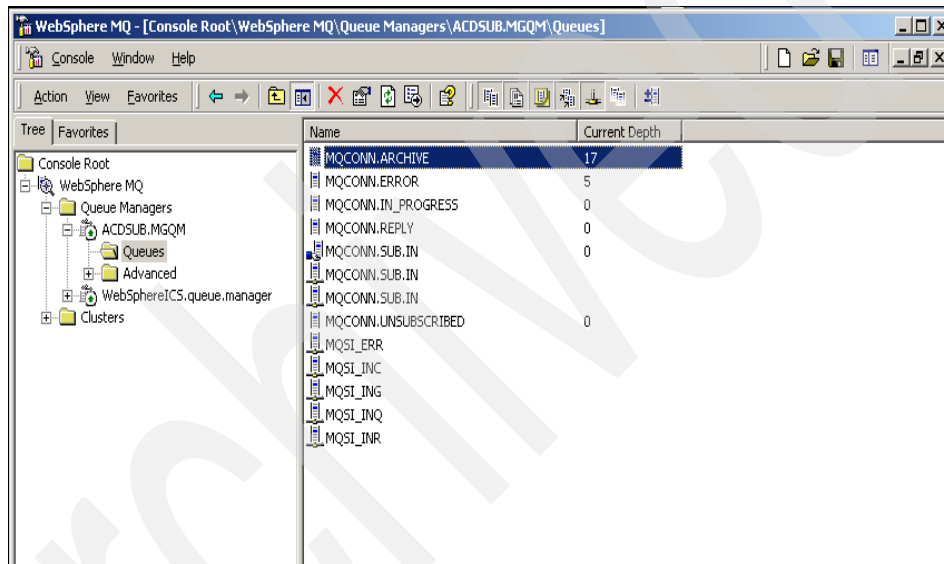 WebSphere MQ - [Console Root\WebSphere MQ\Queue Managers\ACDSUB.MGQM\Queues]
Console Window Help
Action View Favorites
Tree Favorites
Console Root
WebSphere MQ
Queue Managers
ACDSUB.MGQM
Queues
Advanced
WebSphereICS.queue.manager
Clusters
Name Current Depth
MQCONN.ARCHIVE 17
MQCONN.ERROR 5
MQCONN.IN_PROGRESS 0
MQCONN.REPLY 0
MQCONN.SUB.IN 0
MQCONN.SUB.IN
MQCONN.SUB.IN
MQCONN.UNSUBSCRIBED 0
MQSI_ERR
MQSI_INC
MQSI_ING
MQSI_INQ
MQSI_INR